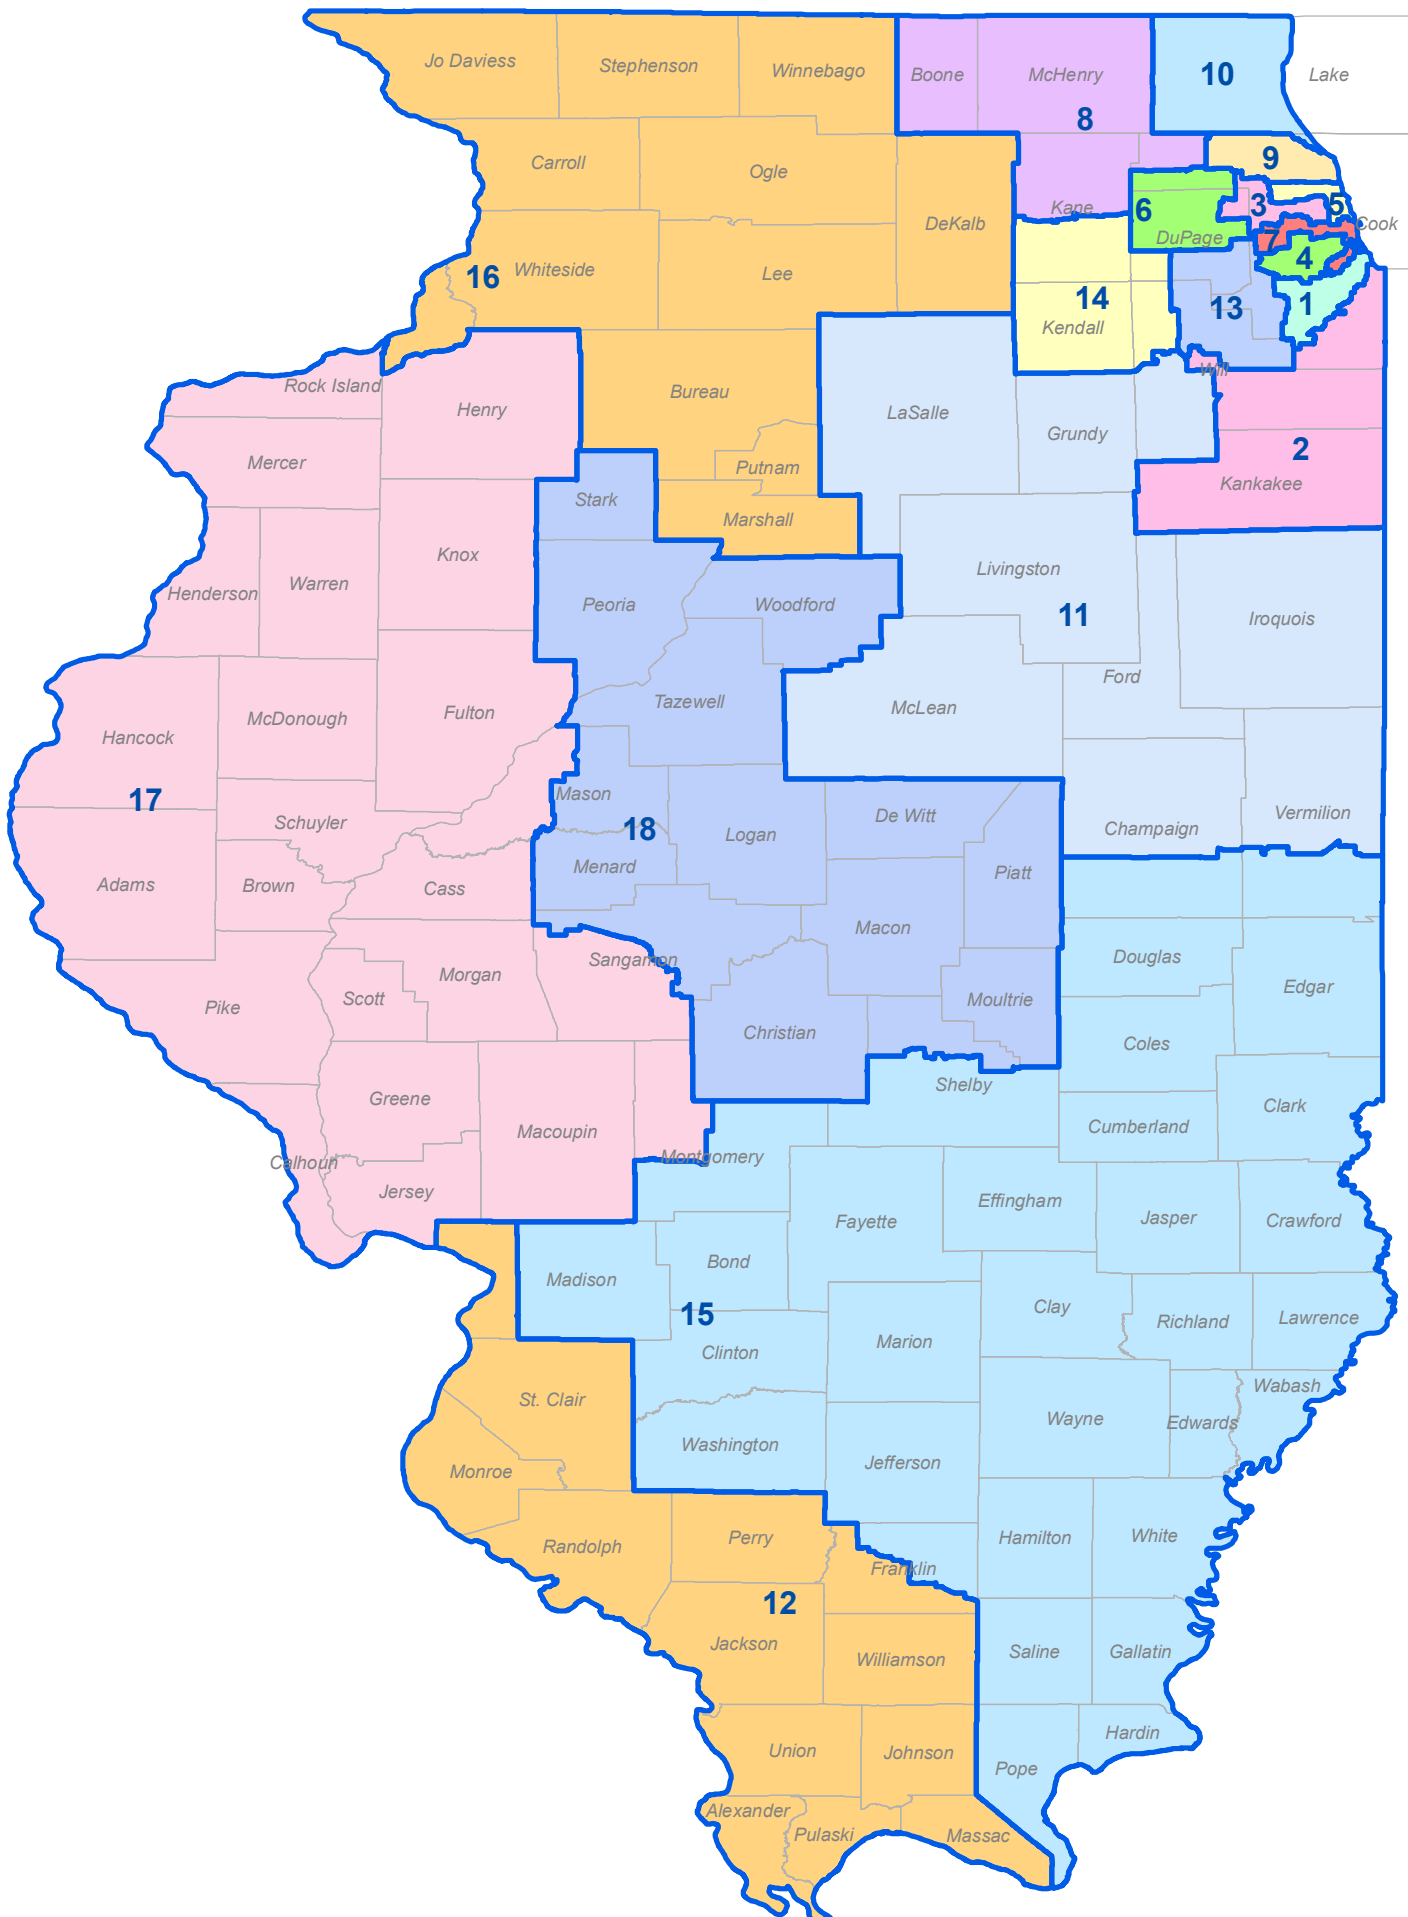 Jo Daviess
Stephenson
Winnebago
Boone
McHenry
10
Lake
8
Carroll
Ogle
9
DeKalb
Kane
6
3
5
Cook
DuPage
7
4
16
Whiteside
Lee
14
13
1
Kendall
Will
Rock Island
Henry
Bureau
LaSalle
Grundy
2
Mercer
Putnam
Kankakee
Stark
Marshall
Knox
Livingston
Warren
Henderson
Peoria
Woodford
11
Iroquois
Ford
Tazewell
McLean
Fulton
McDonough
Hancock
17
Mason
18
Schuyler
Logan
De Witt
Champaign
Vermilion
Menard
Piatt
Adams
Brown
Cass
Macon
Douglas
Sangamon
Morgan
Scott
Edgar
Pike
Moultrie
Christian
Coles
Shelby
Greene
Clark
Cumberland
Macoupin
Montgomery
Calhoun
Jersey
Effingham
Fayette
Jasper
Crawford
Bond
Madison
15
Clay
Richland
Lawrence
Marion
Clinton
Wabash
St. Clair
Wayne
Edwards
Washington
Jefferson
Monroe
Hamilton
White
Perry
Randolph
Franklin
12
Jackson
Williamson
Saline
Gallatin
Hardin
Union
Johnson
Pope
Alexander
Pulaski
Massac